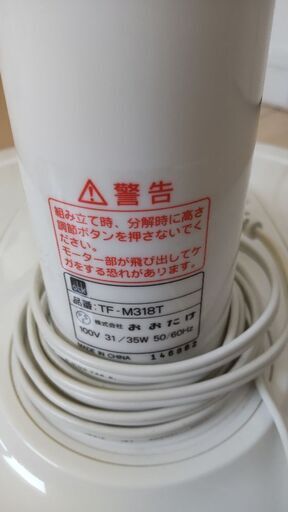 ⚠警告
組み立て時、分解時に高さ
調節ボタンを押さないでく
ださい。
モーター部が飛び出してケ
ガをする恐れがあります。
品番: TF-M318T
株式会社 おおたけ
100V 31/35W 50/60Hz
MADE IN CHINA